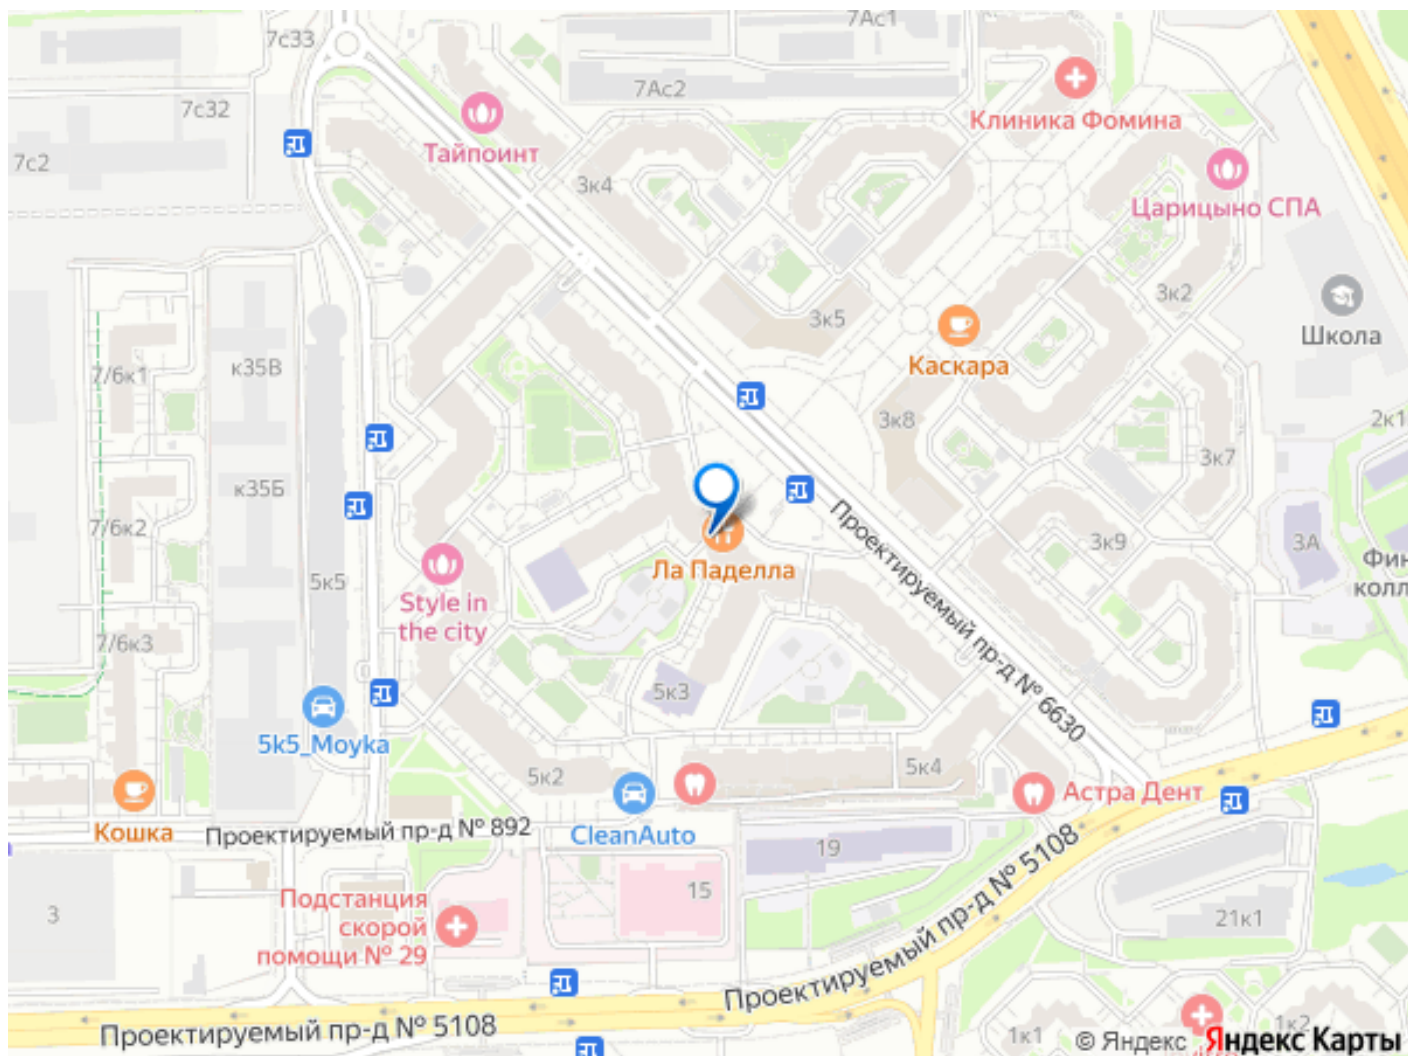 7с33
7Ас1
7Ас2
7с32
Клиника Фомина
Тайпоинт
7с2
3к4
Царицыно СПА
3к2
3к5
Школа
к35В
Каскара
7/6к1
3к8
2к1
3к7
к35Б
7/6к2
Проектируемый пр-д № 6630
3к9
3А
Фин
колл
Ла Паделла
5к5
Style in
the city
7/6к3
5к3
5k5_Moyka
5к2
5к4
Астра Дент
Кошка
Проектируемый пр-д № 892
CleanAuto
19
Проектируемый пр-д № 5108
15
Подстанция
скорой
помощи № 29
3
21к1
Проектируемый пр-д № 5108
1к1
1к2
© Яндекс Яндекс Карты